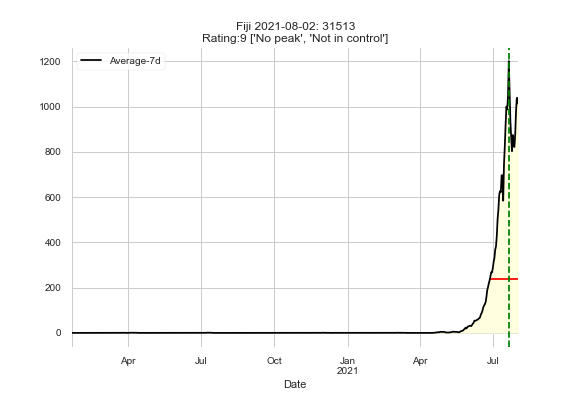 Fiji 2021-08-02: 31513
Rating:9 ['No peak', 'Not in control']
Average-7d
1200
1000
800
600
400
200
0
Apr Jul Oct Jan Apr Jul
2021
Date